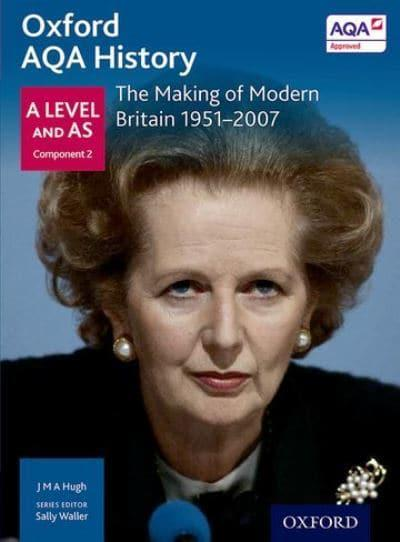 Oxford
AQA History
AQA
Approved
A LEVEL
AND AS
Component 2
The Making of Modern
Britain 1951–2007
J M A Hugh
SERIES EDITOR
Sally Waller
OXFORD